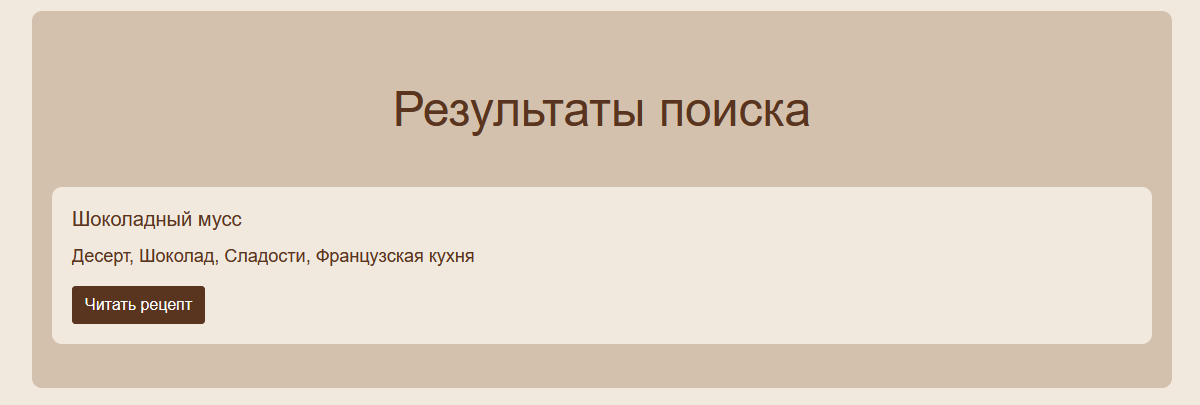 Результаты поиска
Шоколадный мусс
Десерт, Шоколад, Сладости, Французская кухня
Читать рецепт